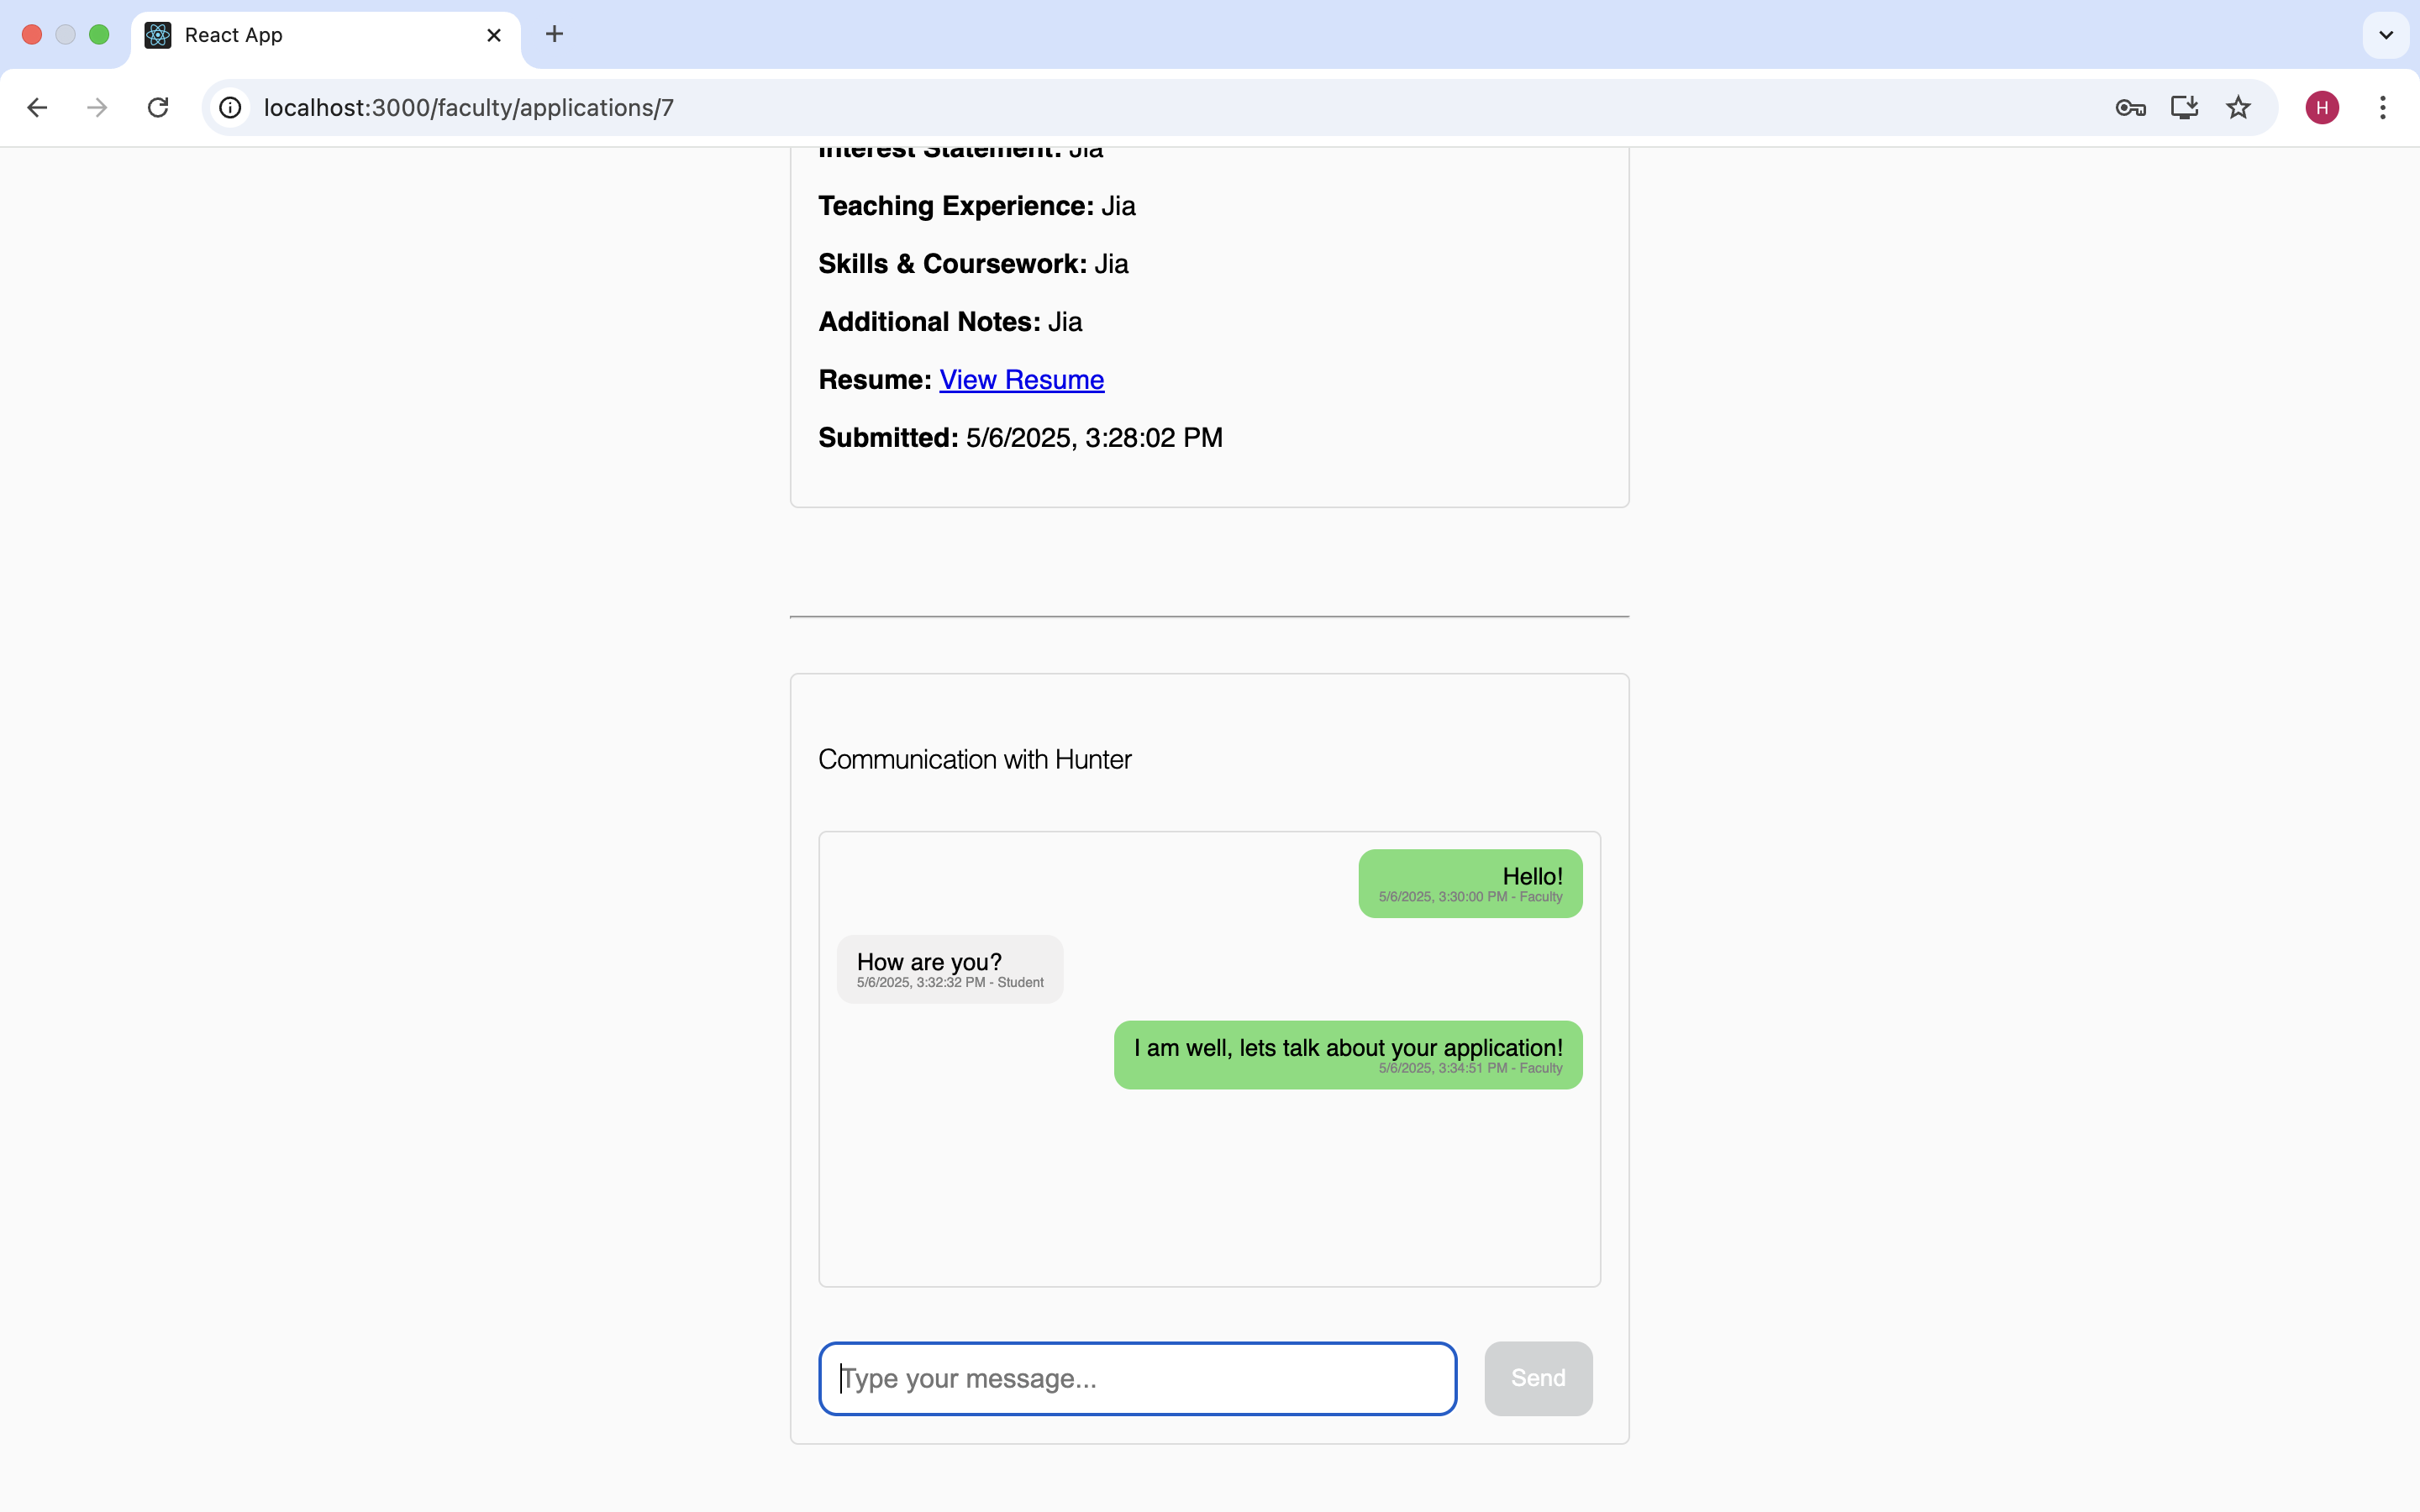 React App
localhost:3000/faculty/applications/7
H
Interest Statement: Jia
Teaching Experience: Jia
Skills & Coursework: Jia
Additional Notes: Jia
Resume: View Resume
Submitted: 5/6/2025, 3:28:02 PM
Communication with Hunter
Hello!
5/6/2025, 3:30:00 PM - Faculty
How are you?
5/6/2025, 3:32:32 PM - Student
I am well, lets talk about your application!
5/6/2025, 3:34:51 PM - Faculty
Type your message...
Send